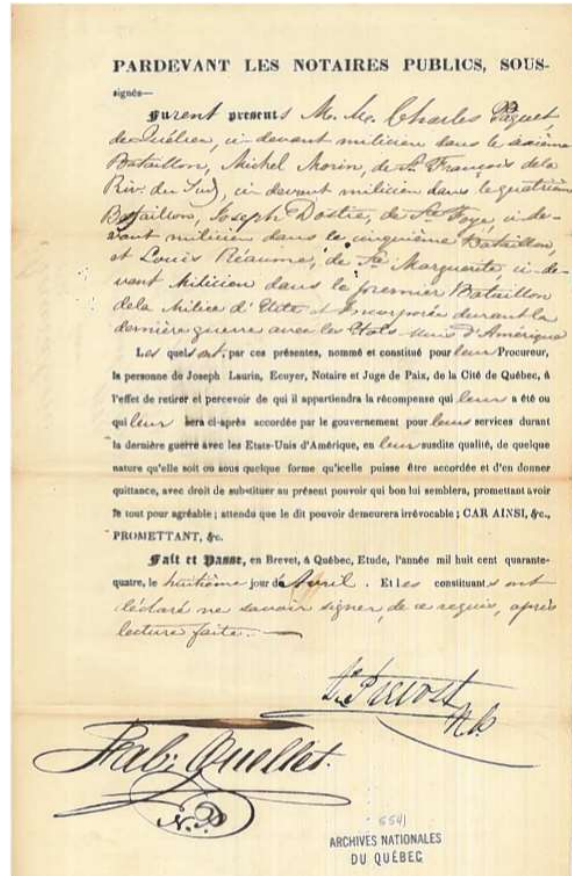 PARDEVANT LES NOTAIRES PUBLICS, SOUS-
signés—
Furent presents M. M. Charles Paquet,
de Québec, ci-devant milicien dans le sixième
Bataillon, Michel Morin, de St. François de la
Riv. du Sud, ci-devant milicien dans le quatrième
Bataillon, Joseph Dostie, de Ste Foye, ci-de-
vant milicien dans le cinquième Bataillon,
et Louis Réaume, de Ste Marguerite, ci-de-
vant Milicien dans le premier Bataillon
de la Milice d'Elite et Incorporée durant la
dernière guerre avec les Etats-Unis d'Amérique
Les quels ont, par ces présentes, nommé et constitué pour leur Procureur,
la personne de Joseph Laurin, Ecuyer, Notaire et Juge de Paix, de la Cité de Québec, à
l'effet de retirer et percevoir de qui il appartiendra la récompense qui leur a été ou
qui leur sera ci-après accordée par le gouvernement pour leurs services durant
la dernière guerre avec les Etats-Unis d'Amérique, en leur susdite qualité, de quelque
nature qu'elle soit ou sous quelque forme qu'icelle puisse être accordée et d'en donner
quittance, avec droit de substituer au présent pouvoir qui bon lui semblera, promettant avoir
le tout pour agréable ; attendu que le dit pouvoir demeurera irrévocable ; CAR AINSI, &c.,
PROMETTANT, &c.
Fait et Passé, en Brevet, à Québec, Etude, l'année mil huit cent quarante-
quatre, le huitième jour d'Avril. Et les constituants ont
déclaré ne savoir signer, de ce requis, après
lecture faite.—
Prevost
N.P.
Fab: Ouellet.
N.P.
5541
ARCHIVES NATIONALES
DU QUÉBEC